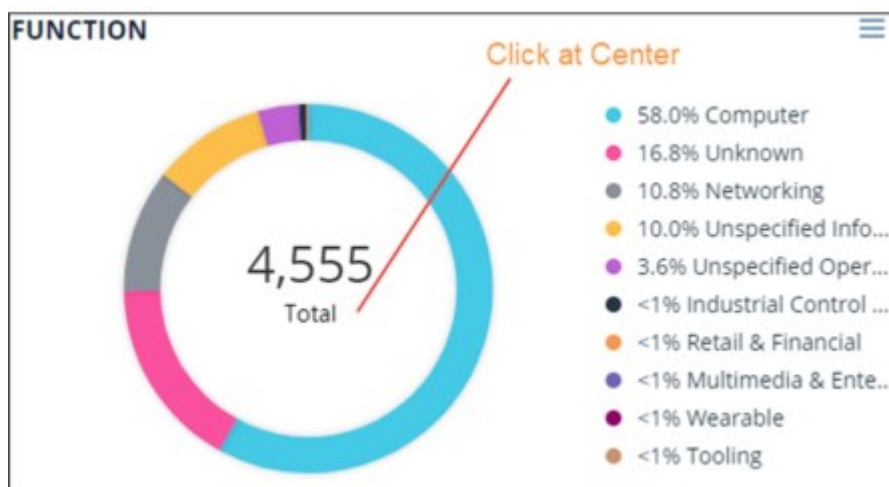 FUNCTION
Click at Center
4,555
Total
58.0% Computer
16.8% Unknown
10.8% Networking
10.0% Unspecified Info...
3.6% Unspecified Oper...
<1% Industrial Control ...
<1% Retail & Financial
<1% Multimedia & Ente...
<1% Wearable
<1% Tooling